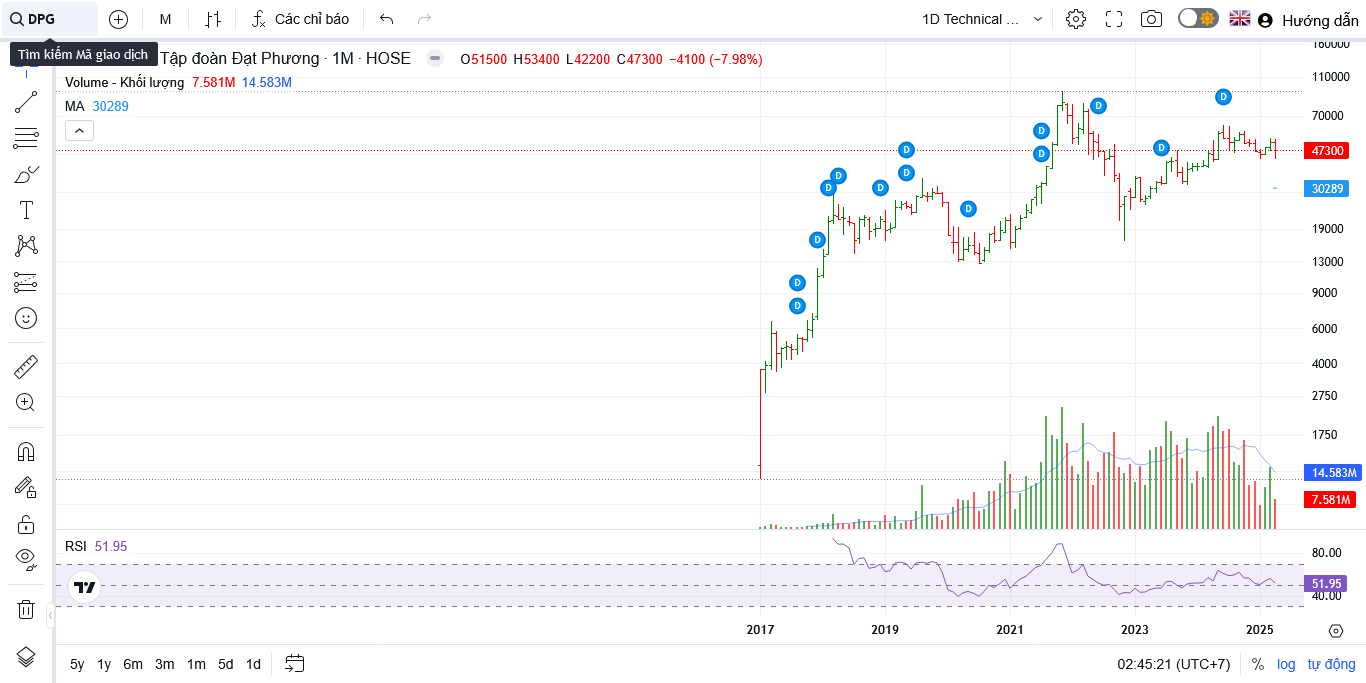 DPG
M
Các chỉ báo
1D Technical ...
Hướng dẫn
Tìm kiếm Mã giao dịch
Tập đoàn Đạt Phương · 1M · HOSE
O51500 H53400 L42200 C47300 −4100 (−7.98%)
Volume - Khối lượng 7.581M 14.583M
MA 30289
160000
110000
70000
47300
30289
19000
13000
9000
6000
4000
2750
1750
14.583M
7.581M
D
D
D
D
D
D
D
D
D
D
D
D
D
D
RSI 51.95
80.00
51.95
40.00
2017 2019 2021 2023 2025
5y 1y 6m 3m 1m 5d 1d
02:45:21 (UTC+7)
% log tự động